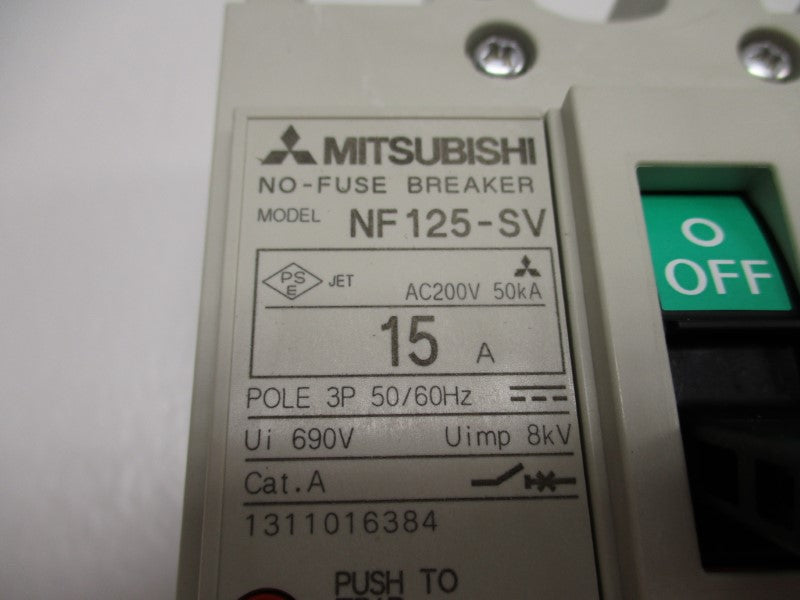 MITSUBISHI
NO-FUSE BREAKER
MODEL NF125-SV
PS E JET AC200V 50kA
15 A
POLE 3P 50/60Hz
Ui 690V Uimp 8kV
Cat.A
1311016384
PUSH TO
TRIP
O
OFF